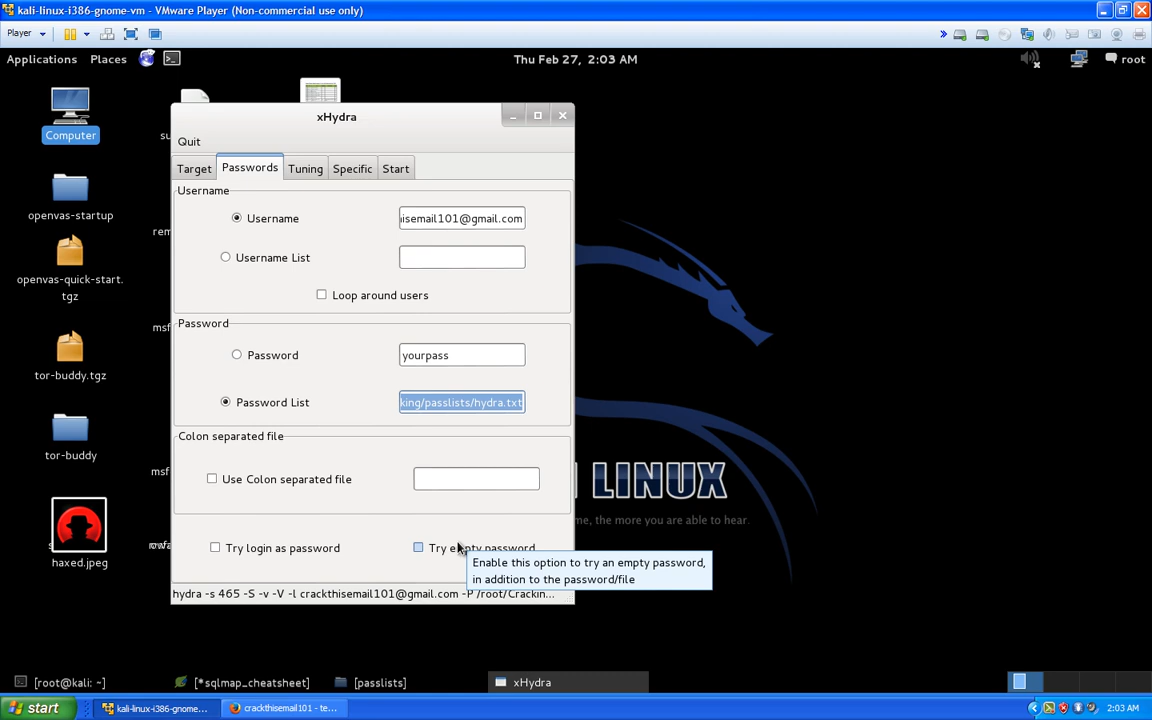 kali-linux-i386-gnome-vm - VMware Player (Non-commercial use only)
Player
Applications Places Thu Feb 27, 2:03 AM root
Computer
openvas-startup
openvas-quick-start.
tgz
tor-buddy.tgz
tor-buddy
haxed.jpeg
su
rem
msf
msf
xHydra
Quit
Target Passwords Tuning Specific Start
Username
Username isemail101@gmail.com
Username List
Loop around users
Password
Password yourpass
Password List king/passlists/hydra.txt
Colon separated file
Use Colon separated file
Try login as password Try empty password
Enable this option to try an empty password,
in addition to the password/file
hydra -s 465 -S -v -V -l crackthisemail101@gmail.com -P /root/Crackin...
LINUX
me, the more you are able to hear.
[root@kali: ~] [*sqlmap_cheatsheet] [passlists] xHydra
start kali-linux-i386-gnome... crackthisemail101 - te... 2:03 AM